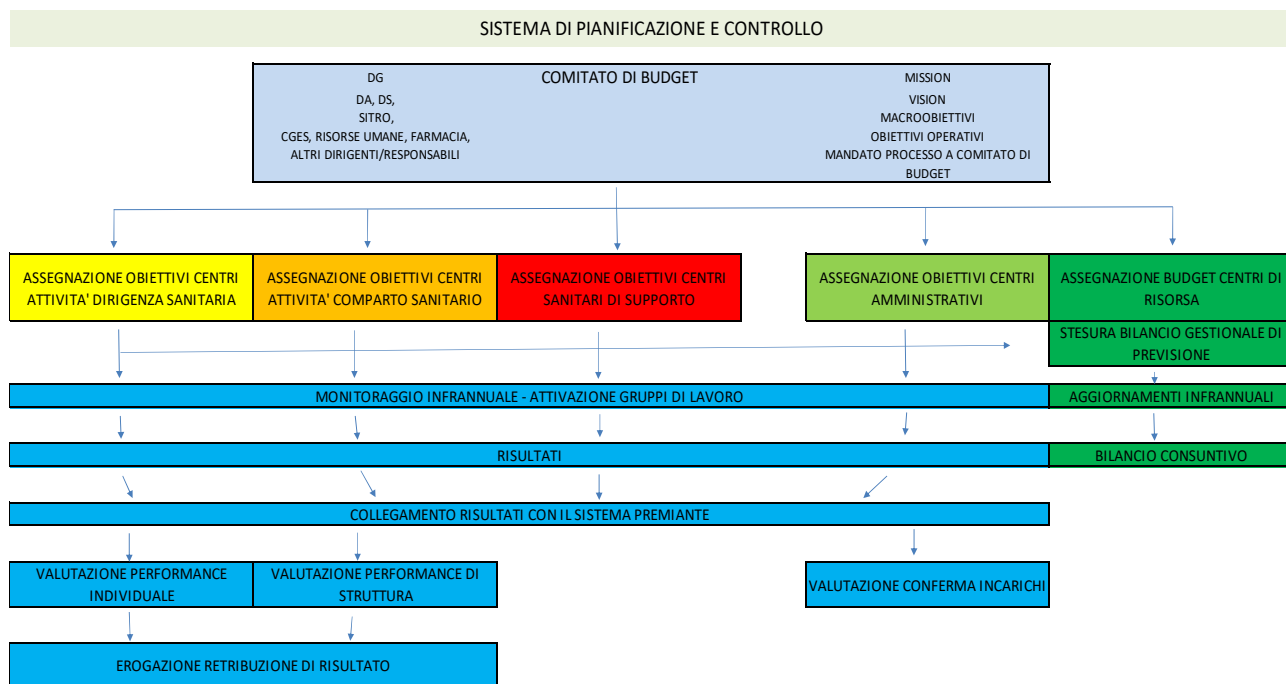 SISTEMA DI PIANIFICAZIONE E CONTROLLO
COMITATO DI BUDGET
DG
DA, DS,
SITRO,
CGES, RISORSE UMANE, FARMACIA,
ALTRI DIRIGENTI/RESPONSABILI
MISSION
VISION
MACROOBIETTIVI
OBIETTIVI OPERATIVI
MANDATO PROCESSO A COMITATO DI
BUDGET
ASSEGNAZIONE OBIETTIVI CENTRI
ATTIVITA' DIRIGENZA SANITARIA
ASSEGNAZIONE OBIETTIVI CENTRI
ATTIVITA' COMPARTO SANITARIO
ASSEGNAZIONE OBIETTIVI CENTRI
SANITARI DI SUPPORTO
ASSEGNAZIONE OBIETTIVI CENTRI
AMMINISTRATIVI
ASSEGNAZIONE BUDGET CENTRI DI
RISORSA
STESURA BILANCIO GESTIONALE DI
PREVISIONE
MONITORAGGIO INFRANNUALE - ATTIVAZIONE GRUPPI DI LAVORO
AGGIORNAMENTI INFRANNUALI
RISULTATI
BILANCIO CONSUNTIVO
COLLEGAMENTO RISULTATI CON IL SISTEMA PREMIANTE
VALUTAZIONE PERFORMANCE
INDIVIDUALE
VALUTAZIONE PERFORMANCE DI
STRUTTURA
VALUTAZIONE CONFERMA INCARICHI
EROGAZIONE RETRIBUZIONE DI RISULTATO